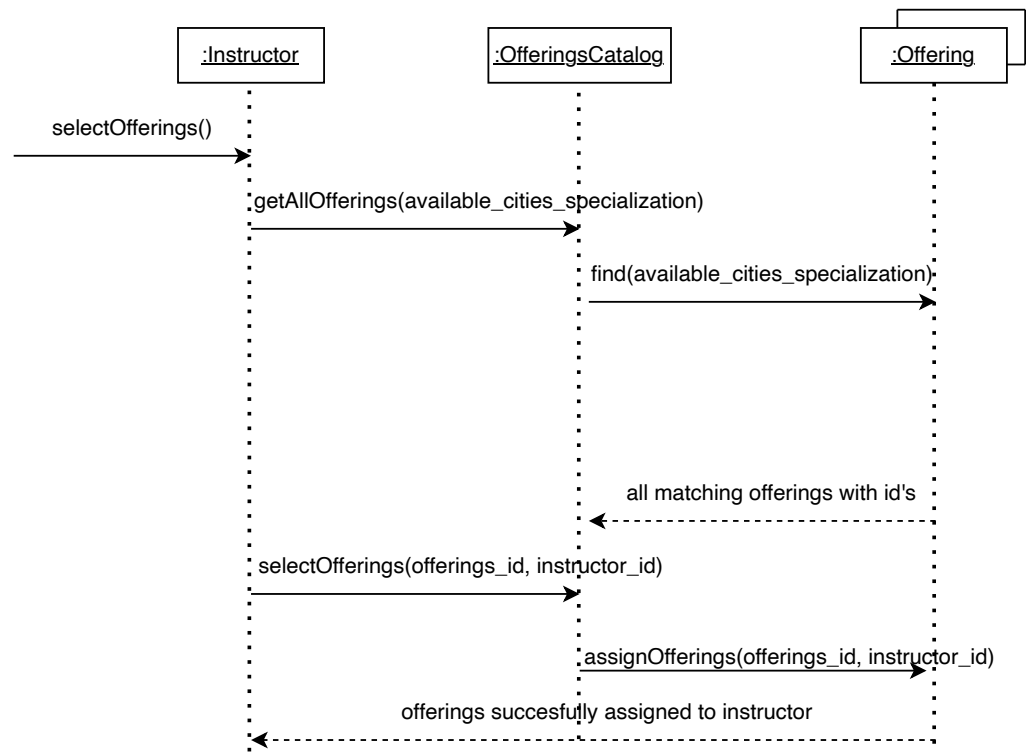 :Instructor
:OfferingsCatalog
:Offering
selectOfferings()
getAllOfferings(available_cities_specialization)
find(available_cities_specialization)
all matching offerings with id's
selectOfferings(offerings_id, instructor_id)
assignOfferings(offerings_id, instructor_id)
offerings succesfully assigned to instructor